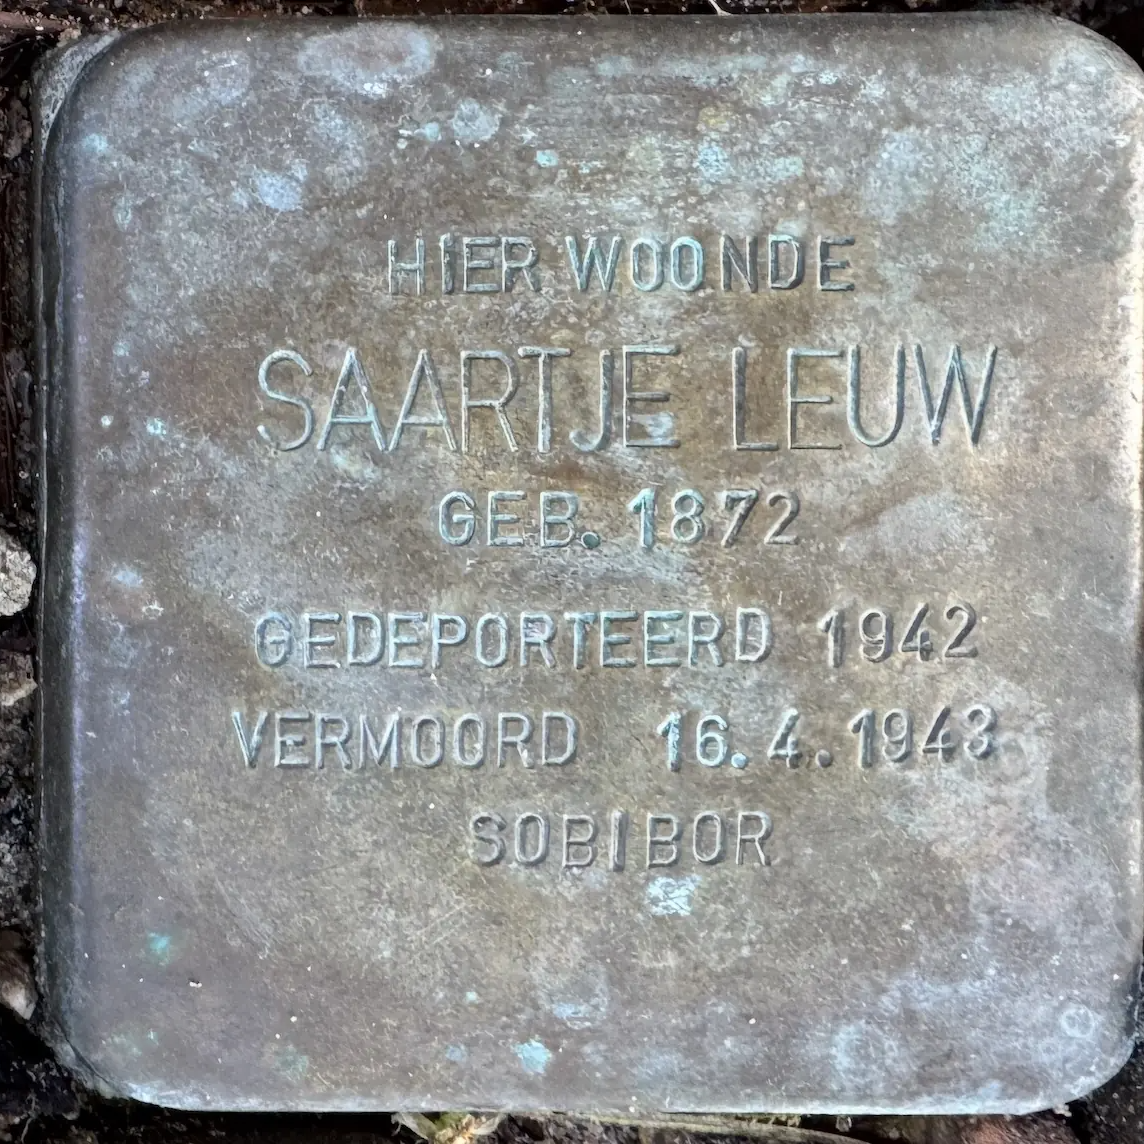 HIER WOONDE
SAARTJE LEUW
GEB. 1872
GEDEPORTEERD 1942
VERMOORD 16.4.1943
SOBIBOR